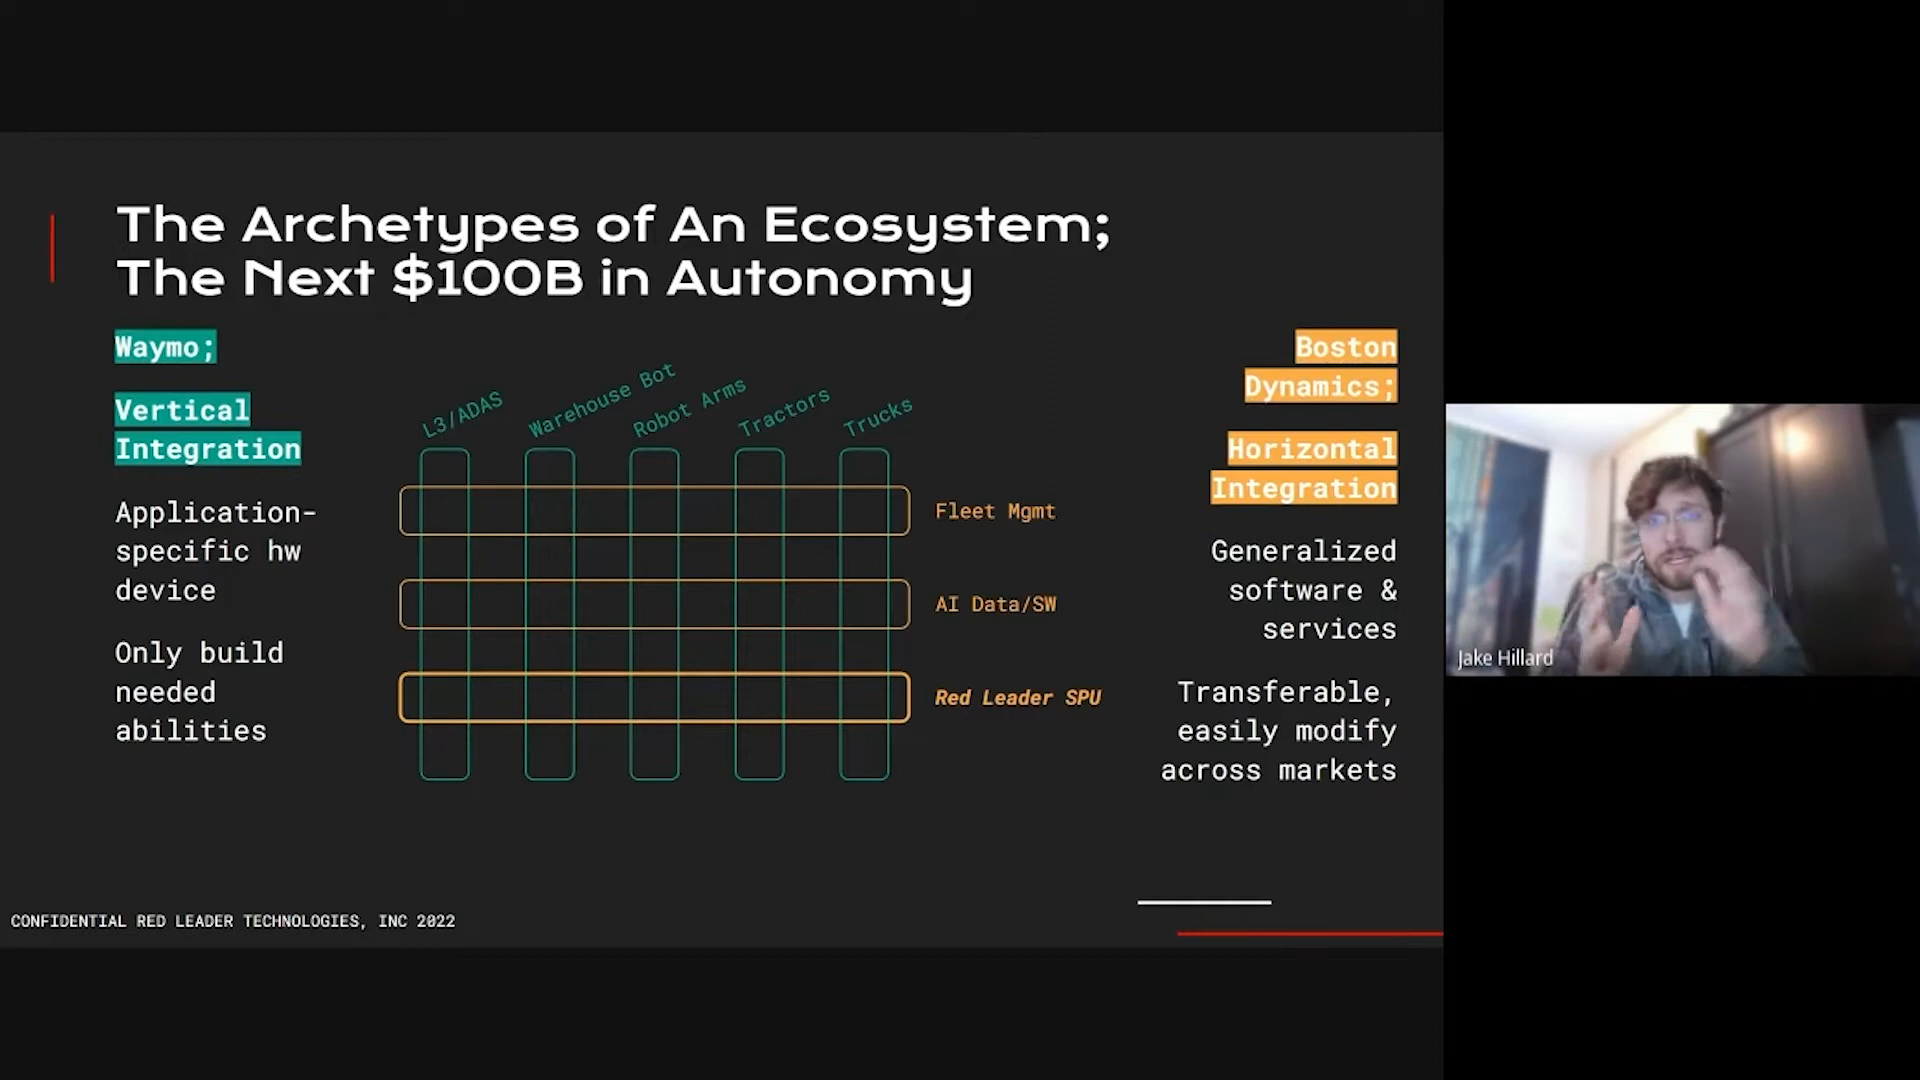 The Archetypes of An Ecosystem;
The Next $100B in Autonomy
Waymo;
Vertical
Integration
Application-
specific hw
device
Only build
needed
abilities
L3/ADAS
Warehouse Bot
Robot Arms
Tractors
Trucks
Fleet Mgmt
AI Data/SW
Red Leader SPU
Boston
Dynamics;
Horizontal
Integration
Generalized
software &
services
Transferable,
easily modify
across markets
Jake Hillard
CONFIDENTIAL RED LEADER TECHNOLOGIES, INC 2022